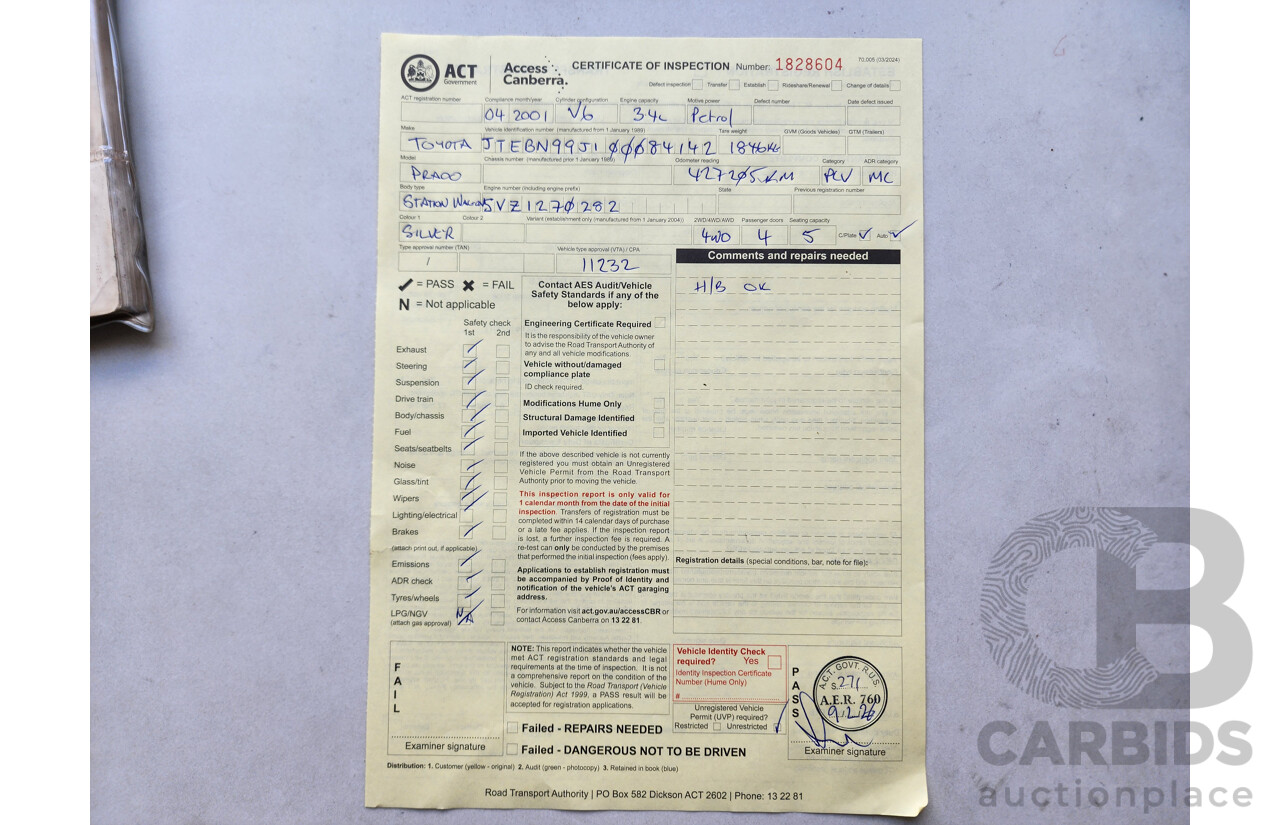 ACT Government
Access Canberra.
CERTIFICATE OF INSPECTION Number: 1828604
70.005 (03/2024)
Defect Inspection Transfer Establish Rideshare/Renewal Change of details
ACT registration number Compliance month/year Cylinder configuration Engine capacity Motive power Defect number Date defect issued
04 2001 V6 3.4L Petrol
Make Vehicle identification number (manufactured from 1 January 1989) Tare weight GVM (Goods Vehicles) GTM (Trailers)
TOYOTA JTEBN99J100084142 1846KG
Model Chassis number (manufactured prior 1 January 1989) Odometer reading Category ADR category
PRADO 427205 KM PLV MC
Body type Engine number (including engine prefix) State Previous registration number
STATION WAGON 5VZ1270282
Colour 1 Colour 2 Variant (establishment only (manufactured from 1 January 2004)) 2WD/4WD/AWD Passenger doors Seating capacity
SILVER 4WD 4 5 C/Plate ✓ Auto ✓
Type approval number (TAN) Vehicle type approval (VTA) / CPA
/ 11232
Comments and repairs needed
H/B OK
✓ = PASS ✖ = FAIL
N = Not applicable
Safety check
1st 2nd
Exhaust
Steering
Suspension
Drive train
Body/chassis
Fuel
Seats/seatbelts
Noise
Glass/tint
Wipers
Lighting/electrical
Brakes
(attach print out, if applicable)
Emissions
ADR check
Tyres/wheels
LPG/NGV N/A
(attach gas approval)
Contact AES Audit/Vehicle
Safety Standards if any of the
below apply:
Engineering Certificate Required
It is the responsibility of the vehicle owner
to advise the Road Transport Authority of
any and all vehicle modifications
Vehicle without/damaged
compliance plate
ID check required.
Modifications Hume Only
Structural Damage Identified
Imported Vehicle Identified
If the above described vehicle is not currently
registered you must obtain an Unregistered
Vehicle Permit from the Road Transport
Authority prior to moving the vehicle.
This inspection report is only valid for
1 calendar month from the date of the initial
inspection. Transfers of registration must be
completed within 14 calendar days of purchase
or a late fee applies. If the inspection report
is lost, a further inspection fee is required. A
re-test can only be conducted by the premises
that performed the initial inspection (fees apply).
Applications to establish registration must
be accompanied by Proof of Identity and
notification of the vehicle's ACT garaging
address.
For information visit act.gov.au/accessCBR or
contact Access Canberra on 13 22 81.
Registration details (special conditions, bar, note for file):
FAIL
Examiner signature
NOTE: This report indicates whether the vehicle
met ACT registration standards and legal
requirements at the time of inspection. It is not
a comprehensive report on the condition of the
vehicle. Subject to the Road Transport (Vehicle
Registration) Act 1999, a PASS result will be
accepted for registration applications.
Failed - REPAIRS NEEDED
Failed - DANGEROUS NOT TO BE DRIVEN
Vehicle Identity Check
required? Yes
Identity Inspection Certificate
Number (Hume Only)
#
Unregistered Vehicle
Permit (UVP) required?
Restricted Unrestricted
PASS
A.C.T. GOVT. R.U.S.
S. 271
A.E.R. 760
9.2.26
Examiner signature
Distribution: 1. Customer (yellow - original) 2. Audit (green - photocopy) 3. Retained in book (blue)
Road Transport Authority | PO Box 582 Dickson ACT 2602 | Phone: 13 22 81
CB
CARBIDS
auctionplace